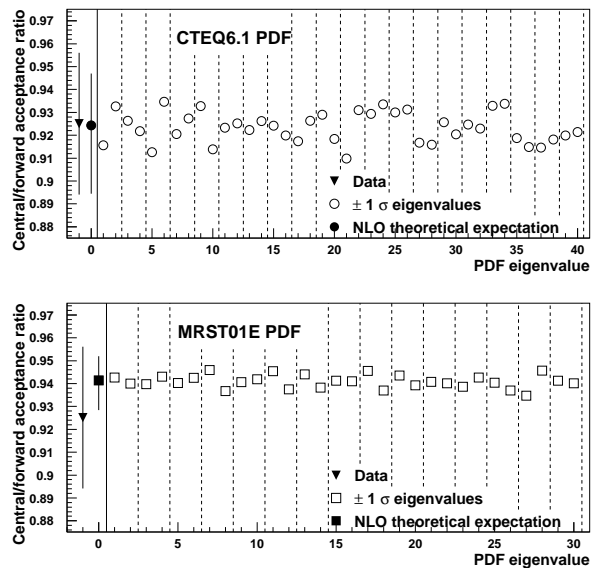 Central/forward acceptance ratio
0.97
0.96
0.95
0.94
0.93
0.92
0.91
0.9
0.89
0.88
CTEQ6.1 PDF
Data
± 1 σ eigenvalues
NLO theoretical expectation
0 5 10 15 20 25 30 35 40
PDF eigenvalue
Central/forward acceptance ratio
0.97
0.96
0.95
0.94
0.93
0.92
0.91
0.9
0.89
0.88
MRST01E PDF
Data
± 1 σ eigenvalues
NLO theoretical expectation
0 5 10 15 20 25 30
PDF eigenvalue